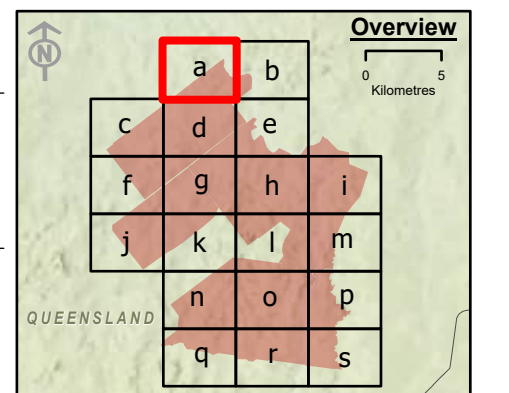 Overview
N
0 5
Kilometres
a b
c d e
f g h i
j k l m
QUEENSLAND
n o p
q r s